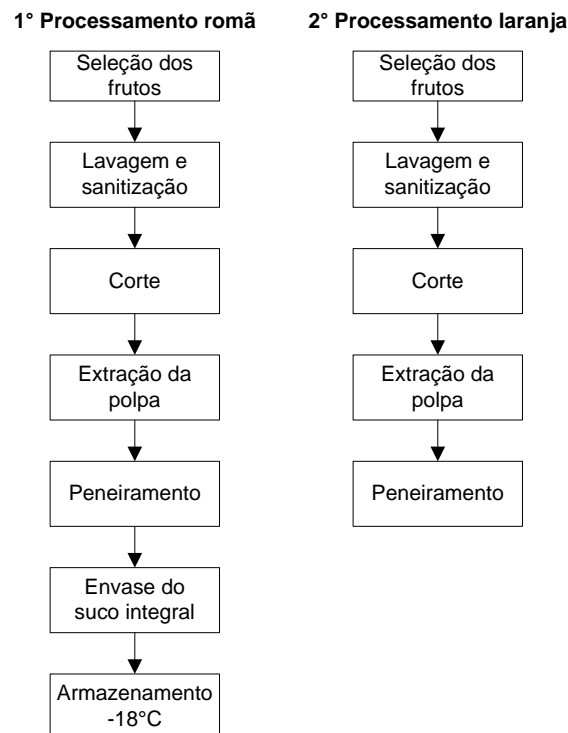 1° Processamento romã
Seleção dos
frutos
Lavagem e
sanitização
Corte
Extração da
polpa
Peneiramento
Envase do
suco integral
Armazenamento
-18°C
2° Processamento laranja
Seleção dos
frutos
Lavagem e
sanitização
Corte
Extração da
polpa
Peneiramento